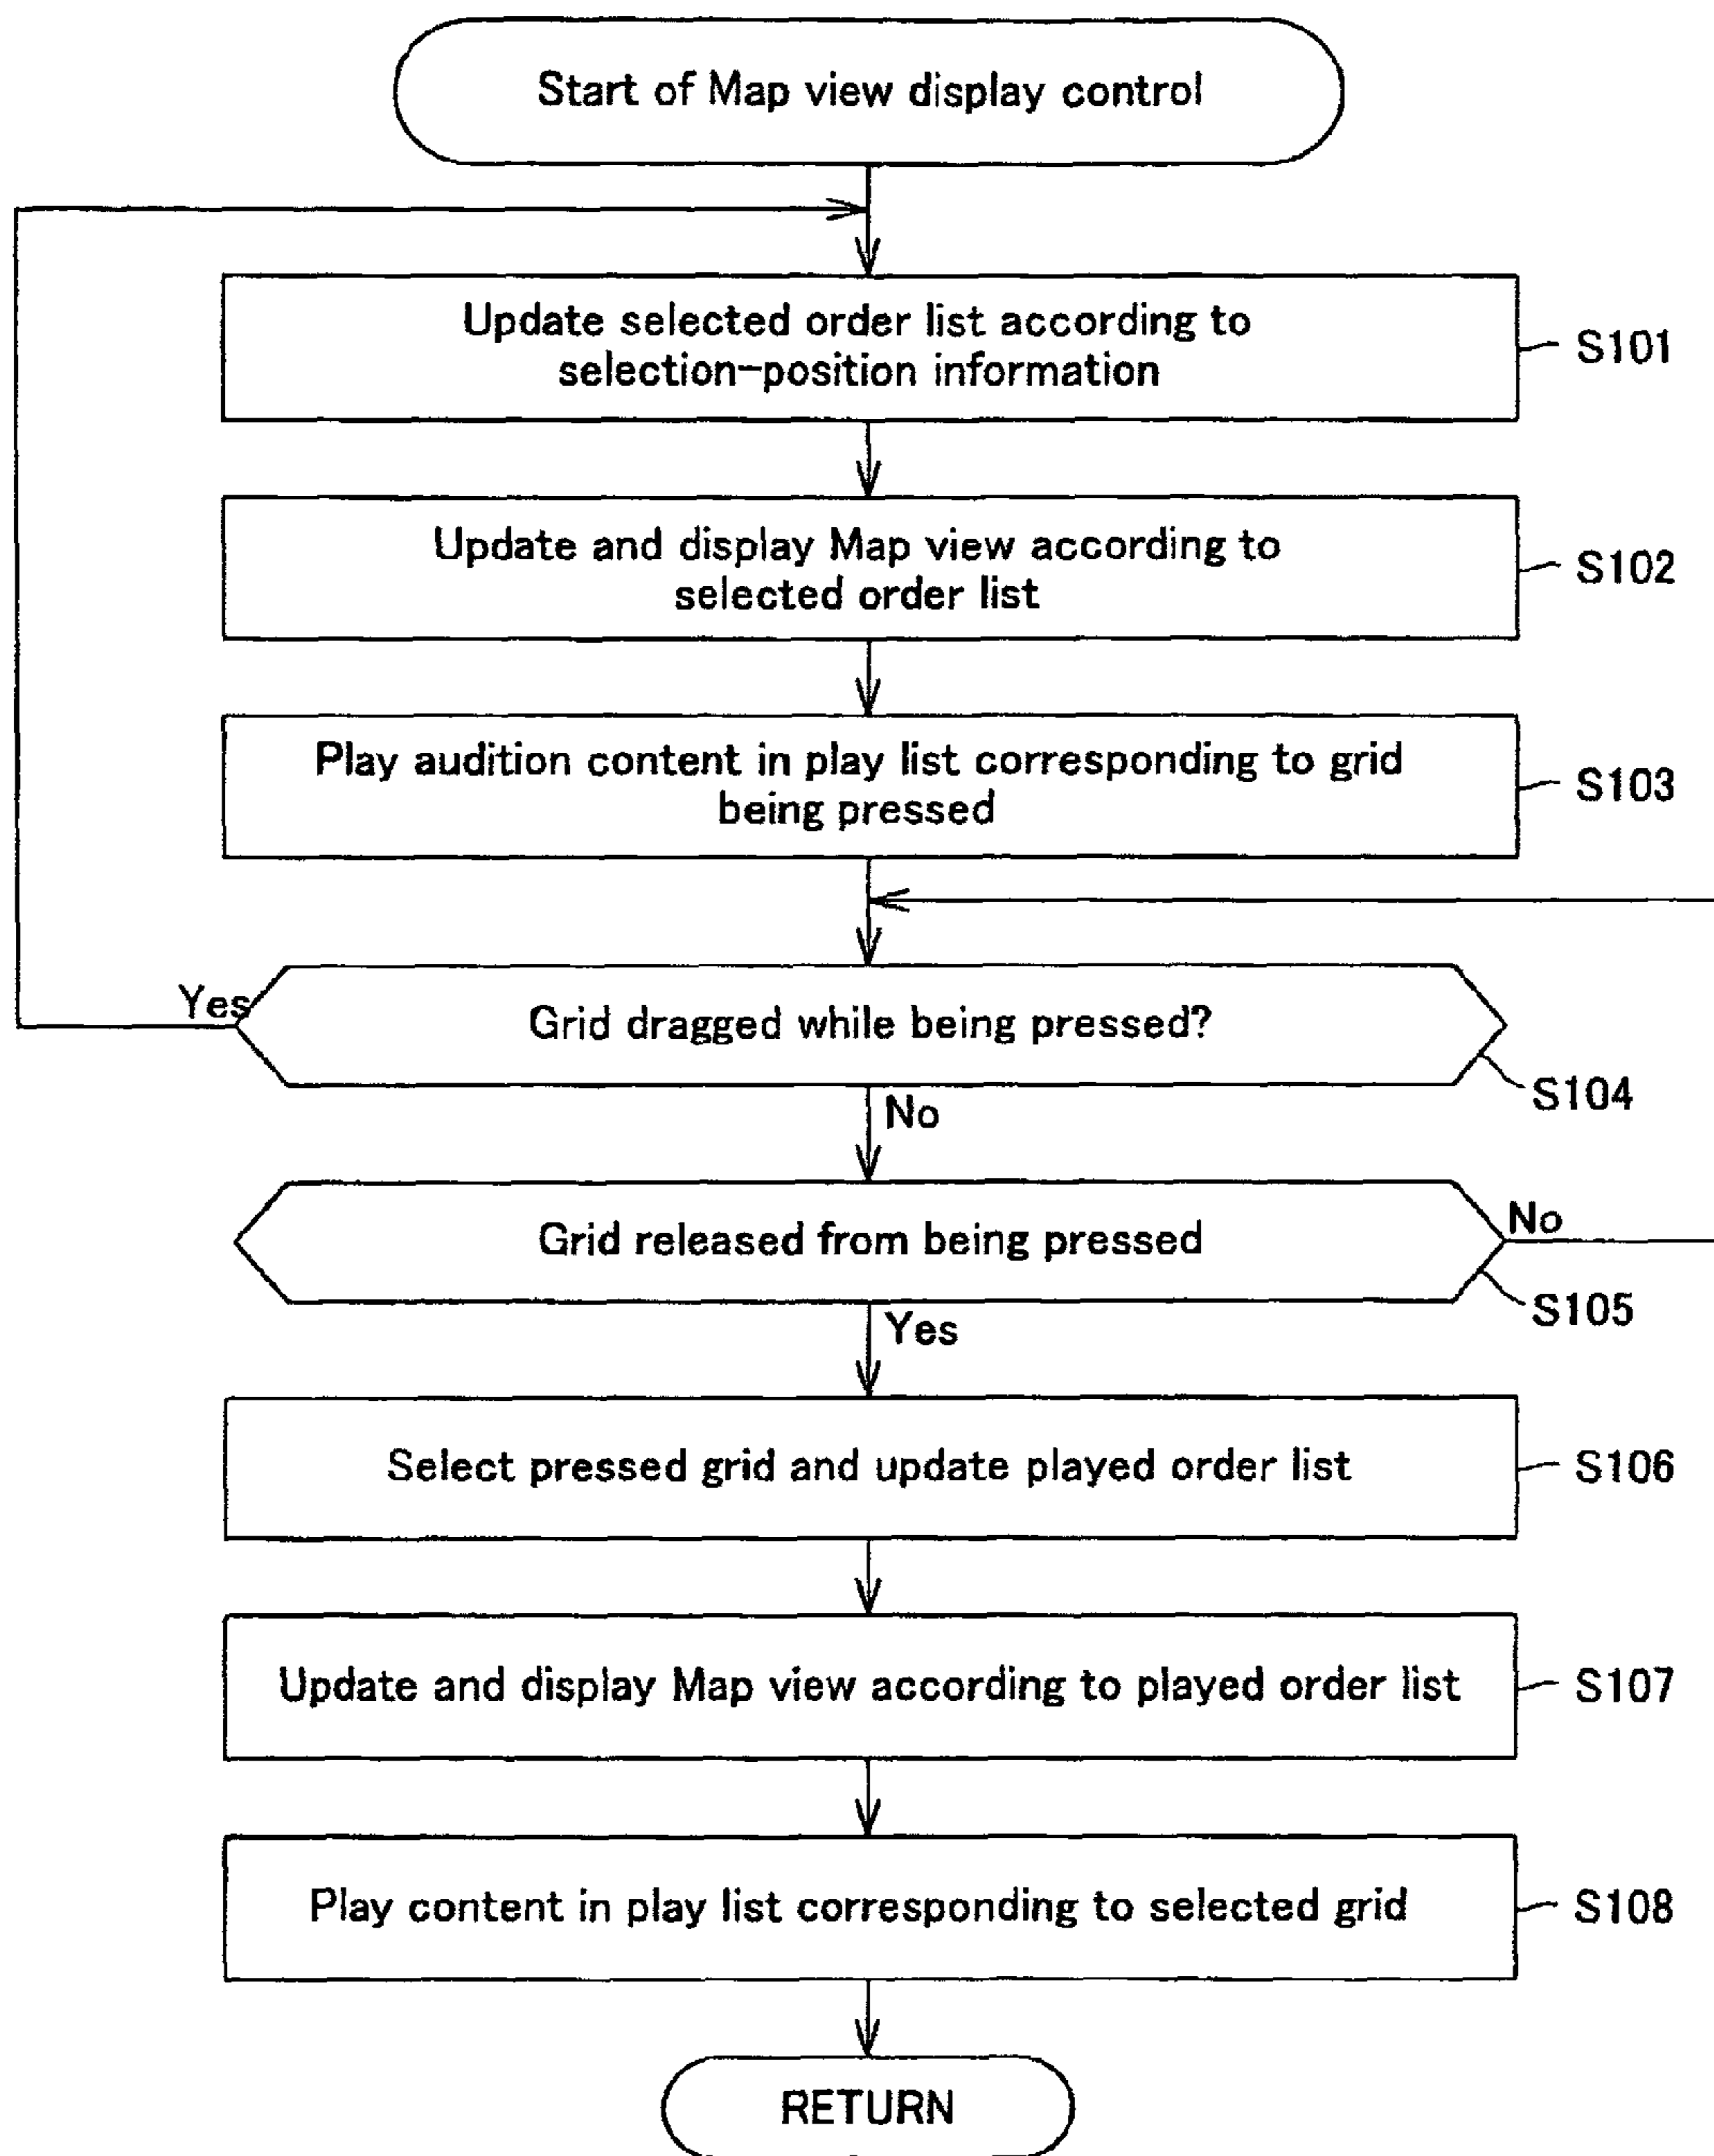 Start of Map view display control
Update selected order list according to
selection-position information
S101
Update and display Map view according to
selected order list
S102
Play audition content in play list corresponding to grid
being pressed
S103
Yes
Grid dragged while being pressed?
S104
No
Grid released from being pressed
No
S105
Yes
Select pressed grid and update played order list
S106
Update and display Map view according to played order list
S107
Play content in play list corresponding to selected grid
S108
RETURN